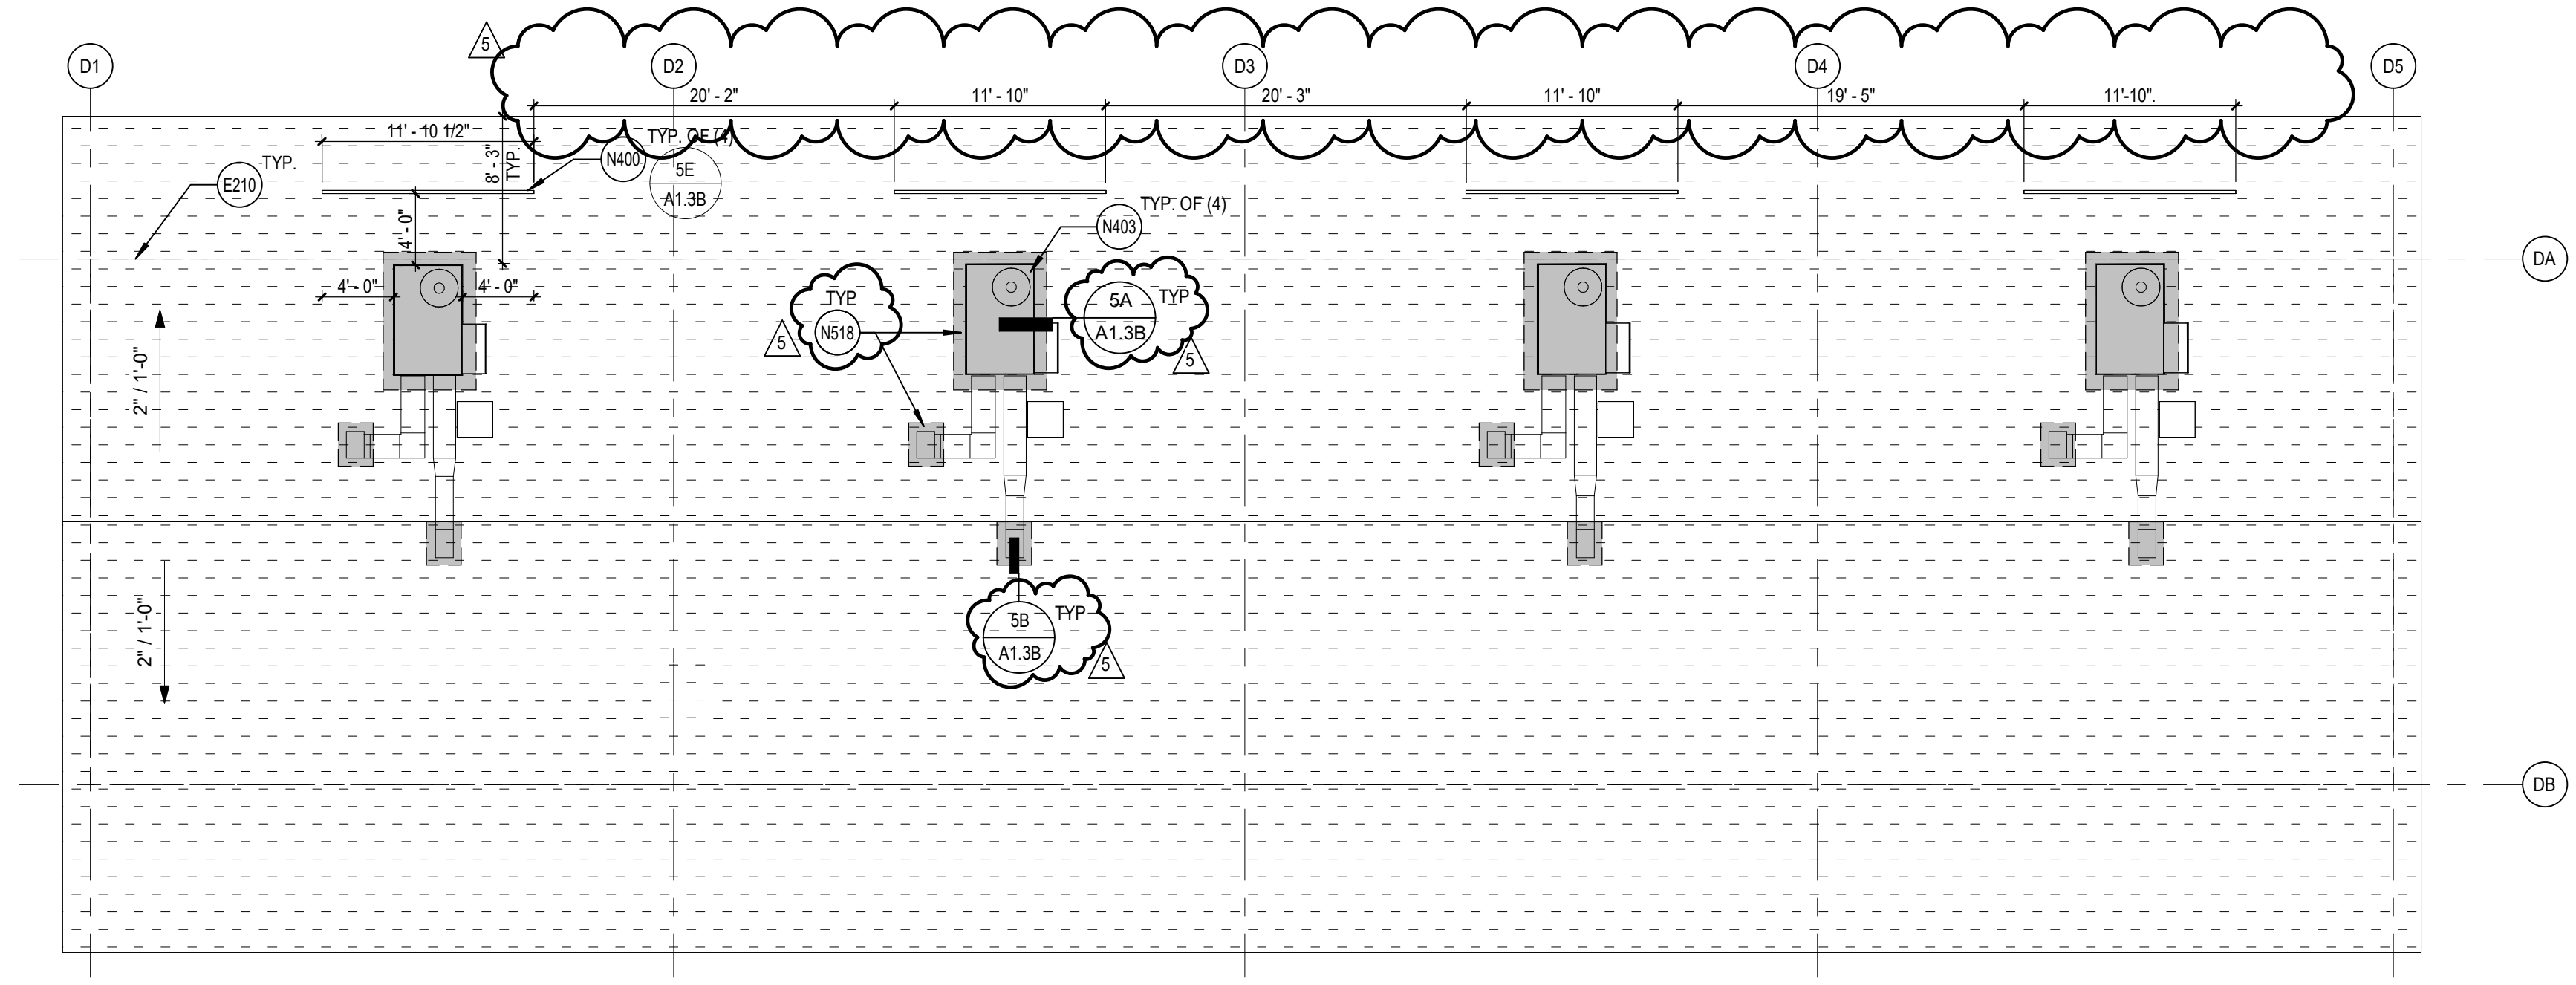 5
D1
D2
D3
D4
D5
20' - 2"
11' - 10"
20' - 3"
11' - 10"
19' - 5"
11'-10".
11' - 10 1/2"
8' - 3"
TYP.
TYP. OF (4)
N400
5E
A1.3B
E210
TYP.
4' - 0"
N403
TYP. OF (4)
DA
4' - 0"
4' - 0"
TYP
N518
5
5A
A1.3B
TYP
5
2" / 1'-0"
2" / 1'-0"
5B
A1.3B
TYP
5
DB